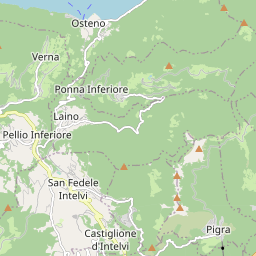 Osteno
Verna
Ponna Inferiore
Laino
Pellio Inferiore
San Fedele
Intelvi
Pigra
Castiglione
d'Intelvi